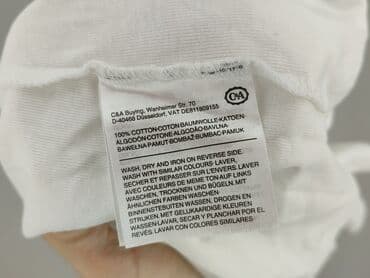 C&A Buying, Wanheimer Str. 70
D-40468 Düsseldorf, VAT DE811809155
C&A
100% COTTON-COTON-BAUMWOLLE-KATOEN-
ALGODÓN-COTONE-ALGODÃO-BAVLNA-
BAWEŁNA-PAMUT-BOMBAŽ-BUMBAC-PAMUK
WASH, DRY AND IRON ON REVERSE SIDE.
WASH WITH SIMILAR COLOURS- LAVER,
SECHER ET REPASSER SUR L'ENVERS. LAVER
AVEC COULEURS DE MEME TON-AUF LINKS
WASCHEN, TROCKNEN UND BÜGELN. MIT
ÄHNLICHEN FARBEN WASCHEN-
BINNENSTEBUITEN WASSEN, DROGEN EN
STRIJKEN. MET GELIJKAARDIGE KLEUREN
WASSEN-LAVAR, SECAR Y PLANCHAR POR EL
REVÉS. LAVAR CON COLORES SIMILARES